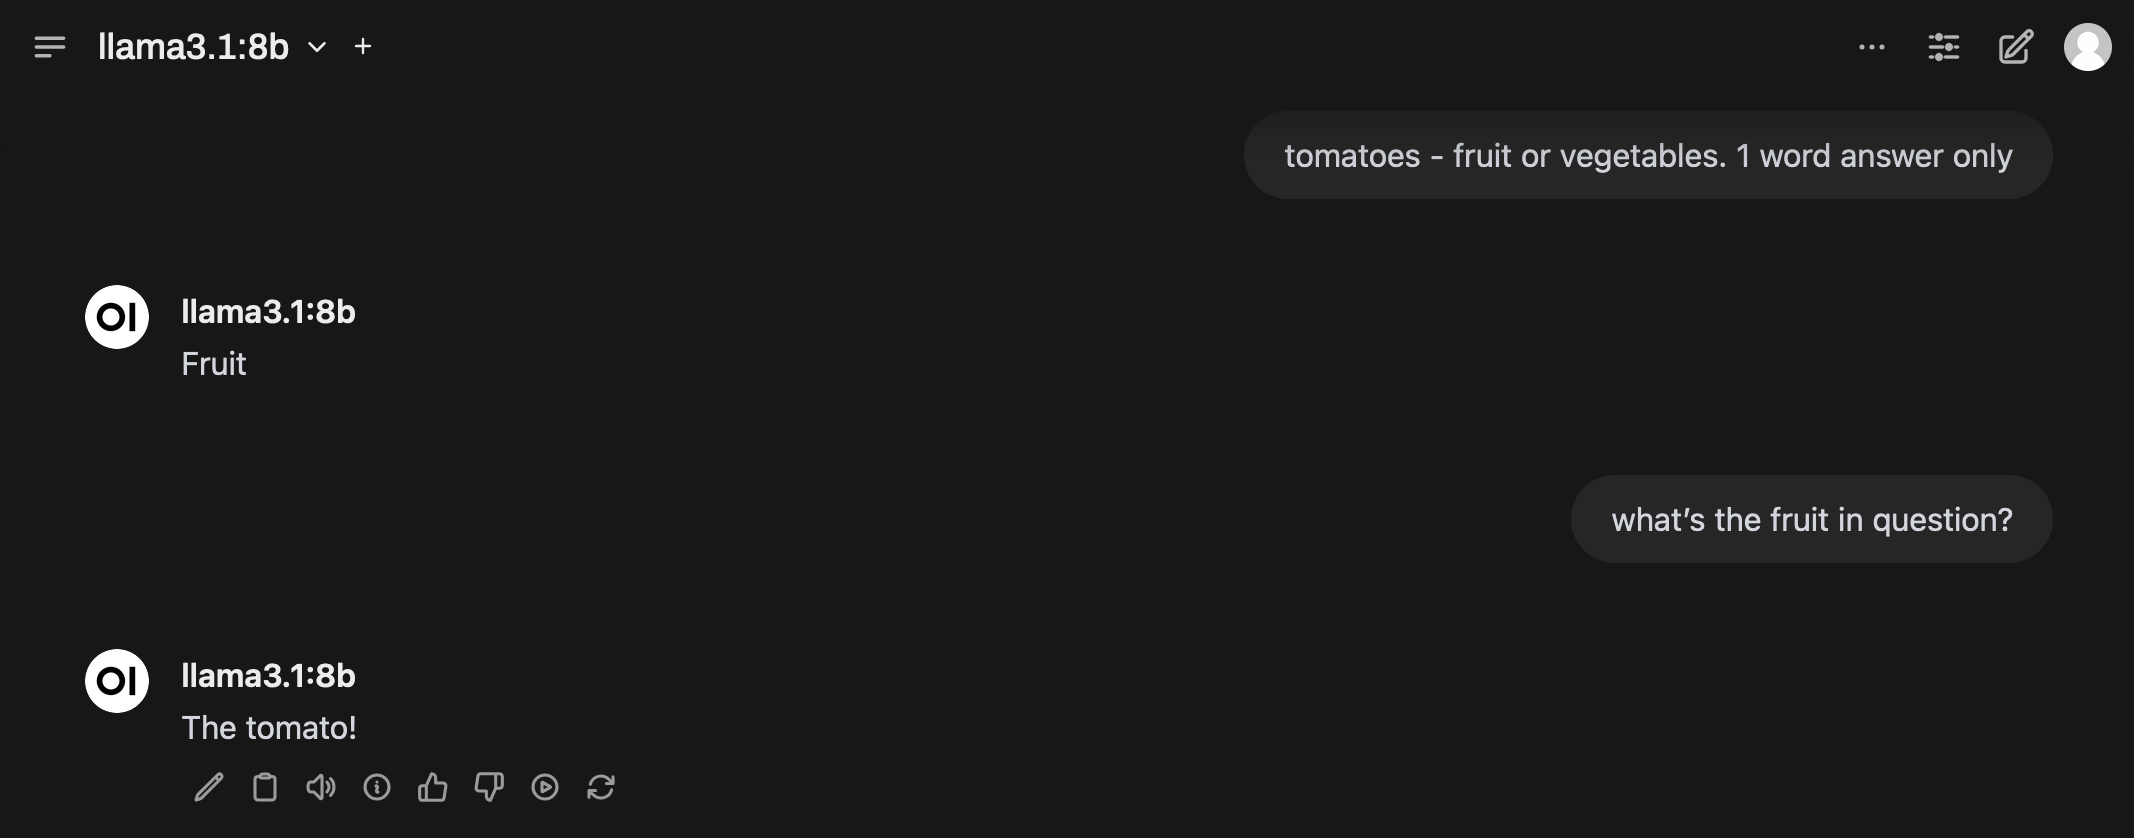 llama3.1:8b
tomatoes - fruit or vegetables. 1 word answer only
OI
llama3.1:8b
Fruit
what's the fruit in question?
OI
llama3.1:8b
The tomato!